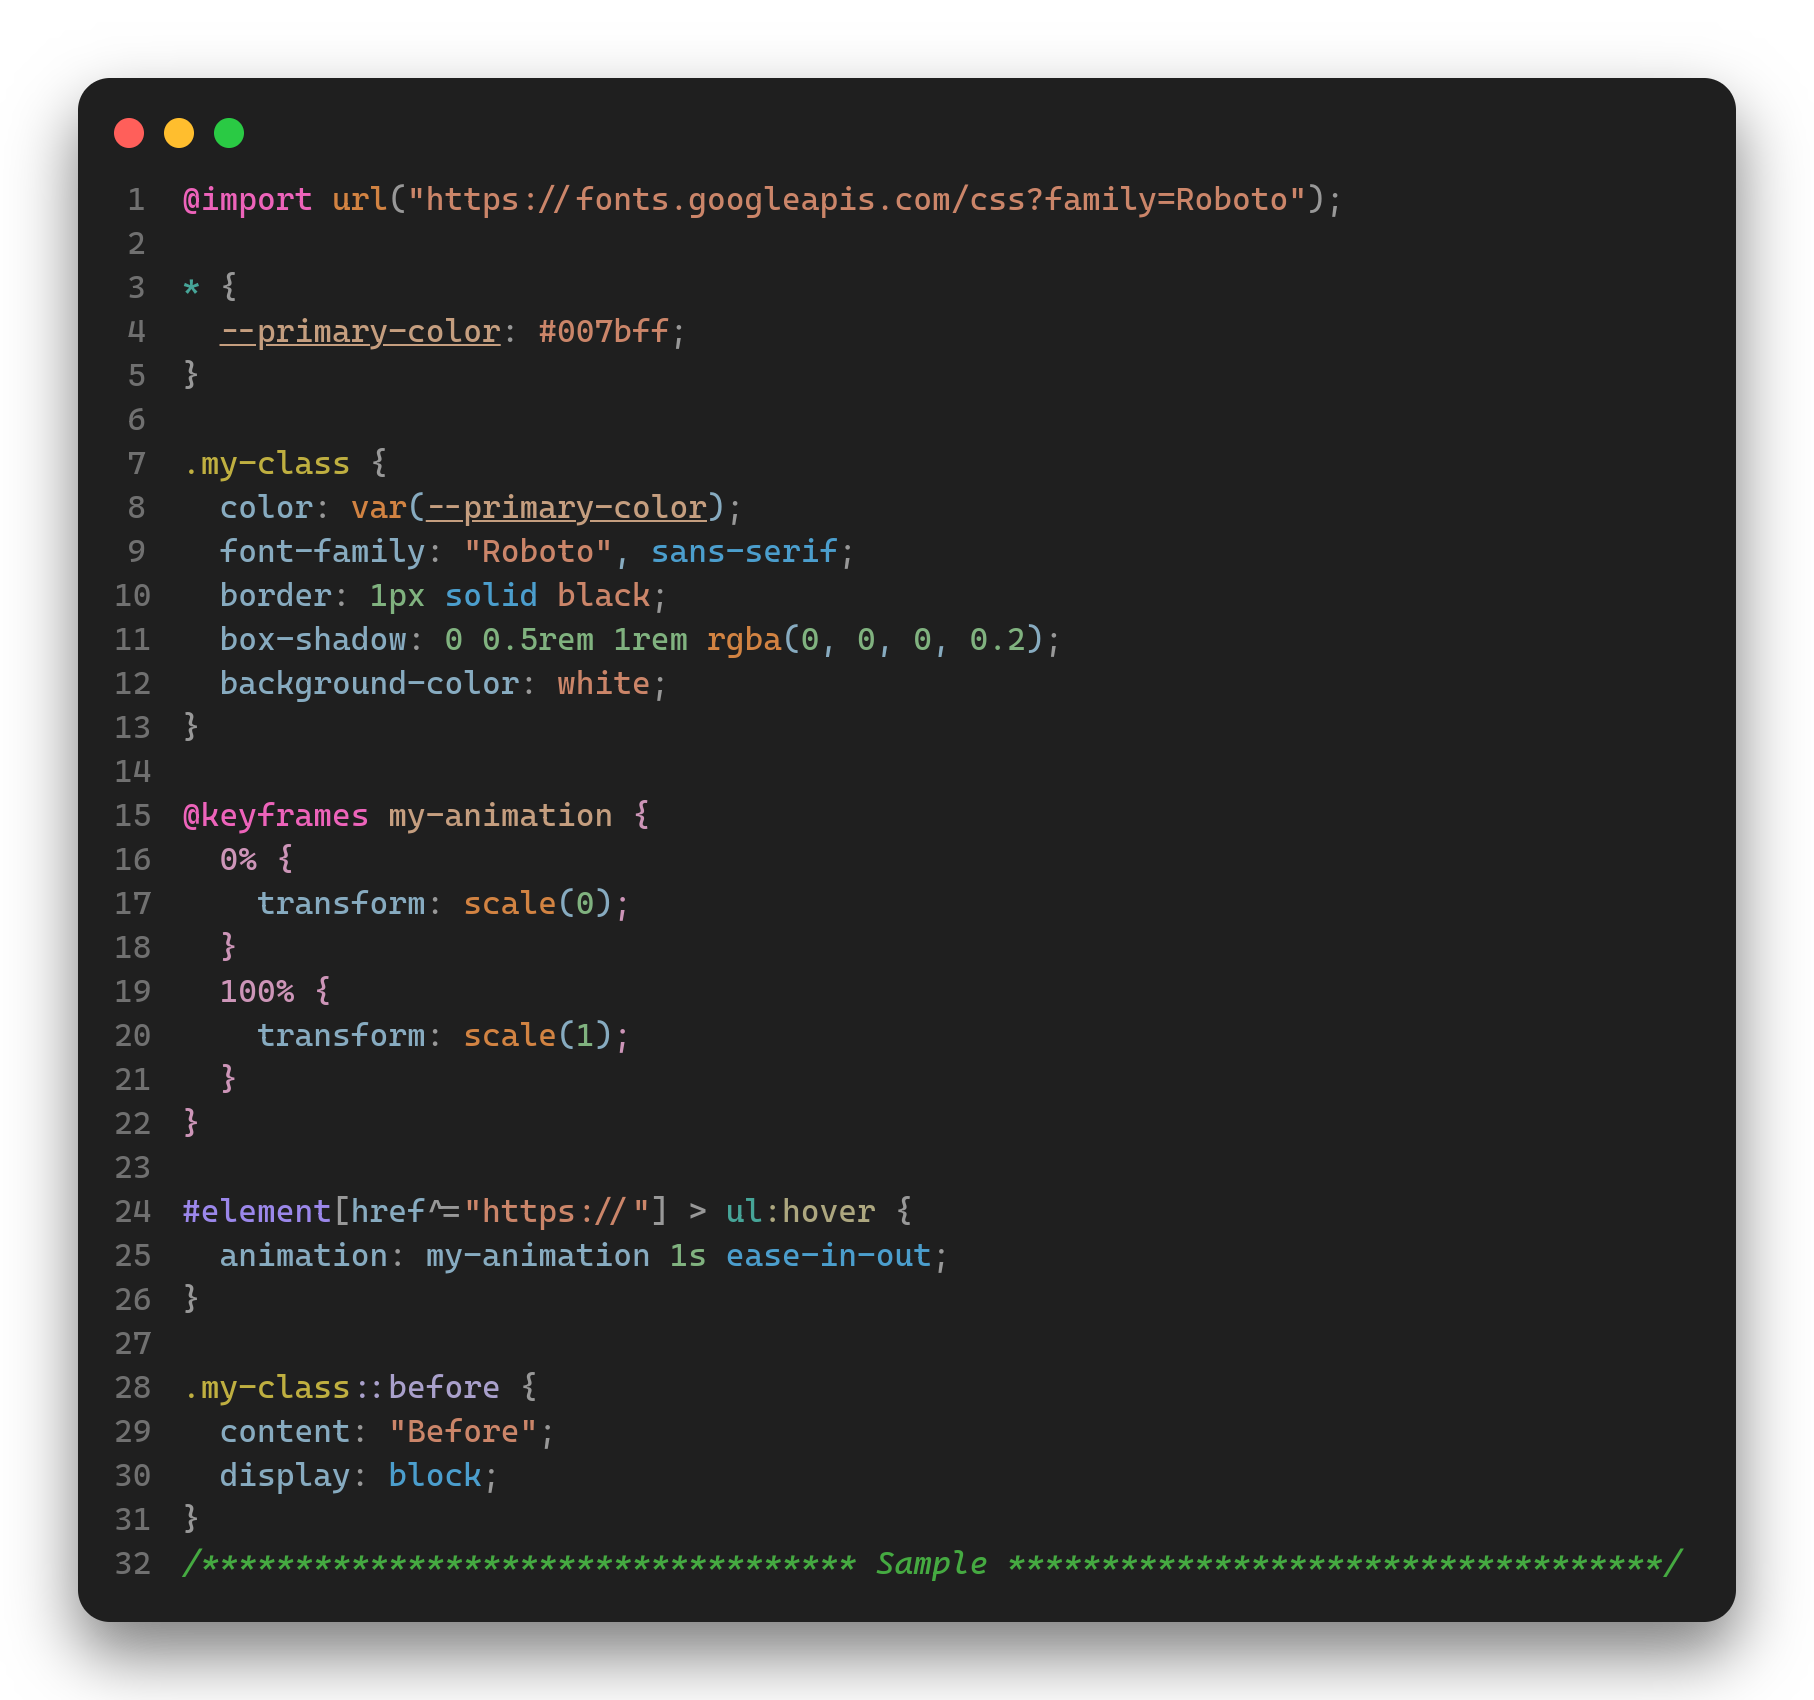 1 @import url("https://fonts.googleapis.com/css?family=Roboto");
2
3 * {
4   --primary-color: #007bff;
5 }
6
7 .my-class {
8   color: var(--primary-color);
9   font-family: "Roboto", sans-serif;
10   border: 1px solid black;
11   box-shadow: 0 0.5rem 1rem rgba(0, 0, 0, 0.2);
12   background-color: white;
13 }
14
15 @keyframes my-animation {
16   0% {
17     transform: scale(0);
18   }
19   100% {
20     transform: scale(1);
21   }
22 }
23
24 #element[href^="https://"] > ul:hover {
25   animation: my-animation 1s ease-in-out;
26 }
27
28 .my-class::before {
29   content: "Before";
30   display: block;
31 }
32 /*********************************** Sample ***********************************/